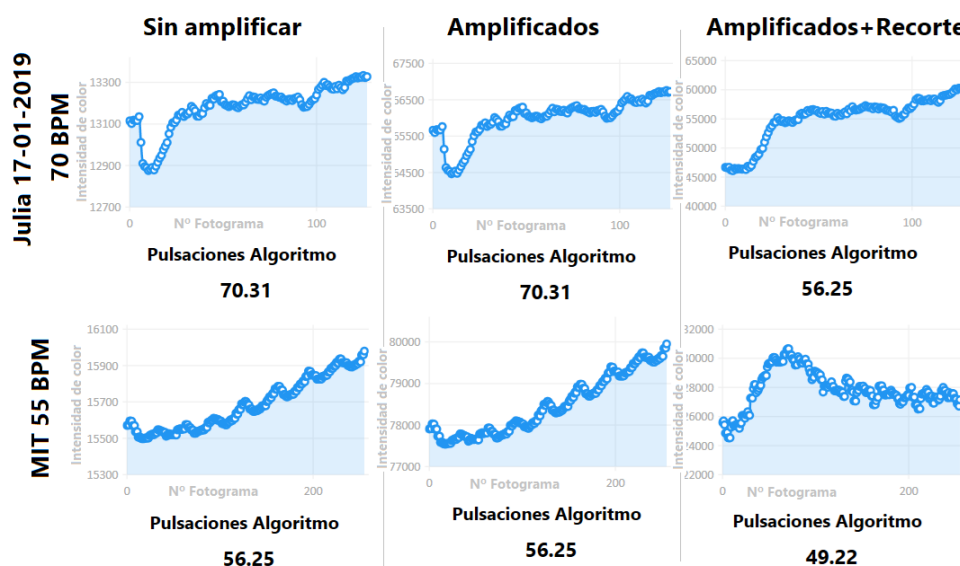 Sin amplificar
Amplificados
Amplificados+Recorte
Julia 17-01-2019
70 BPM
Intensidad de color
13300
13100
12900
12700
0
100
Nº Fotograma
Pulsaciones Algoritmo
70.31
Intensidad de color
67500
66500
55500
54500
63500
0
100
Nº Fotograma
Pulsaciones Algoritmo
70.31
Intensidad de color
65000
60000
55000
50000
45000
40000
0
100
Nº Fotograma
Pulsaciones Algoritmo
56.25
MIT 55 BPM
Intensidad de color
16100
15900
15700
15500
15300
0
200
Nº Fotograma
Pulsaciones Algoritmo
56.25
Intensidad de color
80000
79000
78000
77000
0
200
Nº Fotograma
Pulsaciones Algoritmo
56.25
Intensidad de color
32000
30000
28000
26000
24000
22000
0
200
Nº Fotograma
Pulsaciones Algoritmo
49.22